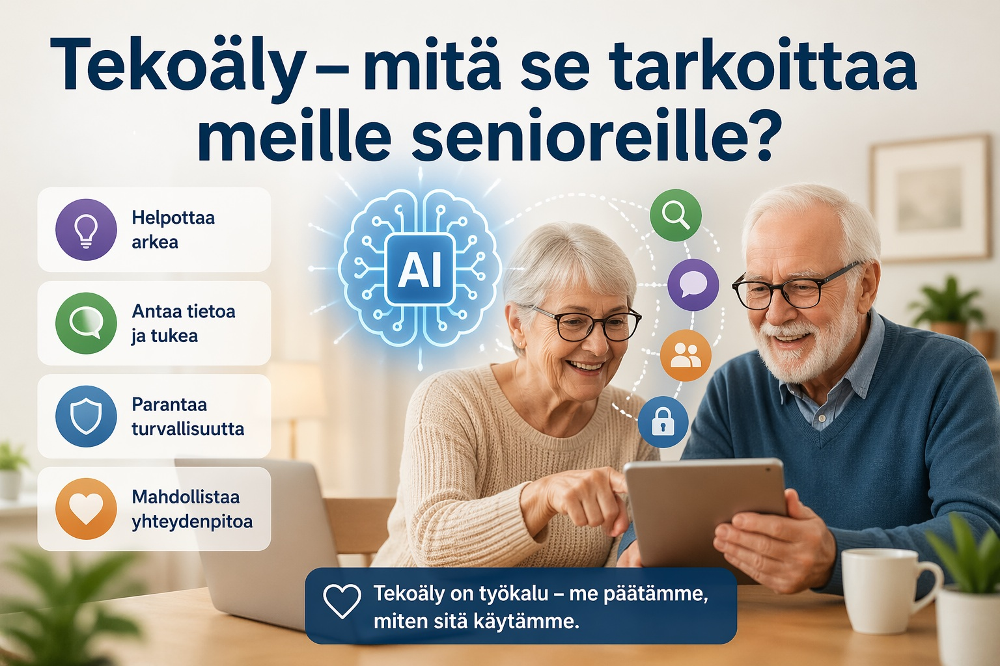 Tekoäly – mitä se tarkoittaa
meille senioreille?
Helpottaa
arkea
Antaa tietoa
ja tukea
Parantaa
turvallisuutta
Mahdollistaa
yhteydenpitoa
AI
Tekoäly on työkalu – me päätämme,
miten sitä käytämme.